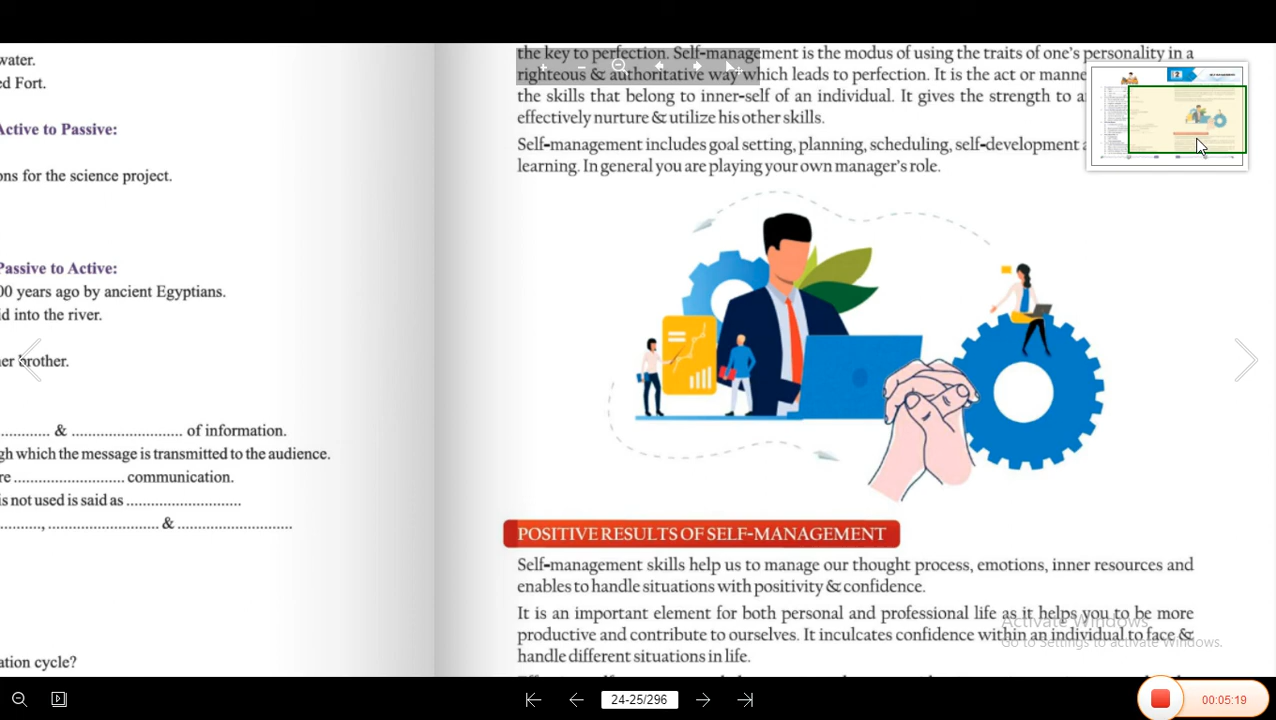 water.
ed Fort.
Active to Passive:
ons for the science project.
Passive to Active:
00 years ago by ancient Egyptians.
id into the river.
er brother.
............ & .......................... of information.
gh which the message is transmitted to the audience.
re .......................... communication.
is not used is said as ...........................
.........., .......................... & ...........................
ation cycle?
the key to perfection. Self-management is the modus of using the traits of one's personality in a
righteous & authoritative way which leads to perfection. It is the act or manne
the skills that belong to inner-self of an individual. It gives the strength to a
effectively nurture & utilize his other skills.
Self-management includes goal setting, planning, scheduling, self-development
learning. In general you are playing your own manager's role.
POSITIVE RESULTS OF SELF-MANAGEMENT
Self-management skills help us to manage our thought process, emotions, inner resources and
enables to handle situations with positivity & confidence.
It is an important element for both personal and professional life as it helps you to be more
productive and contribute to ourselves. It inculcates confidence within an individual to face &
handle different situations in life.
Activate Windows
Go to Settings to activate Windows.
24-25/296
00:05:19